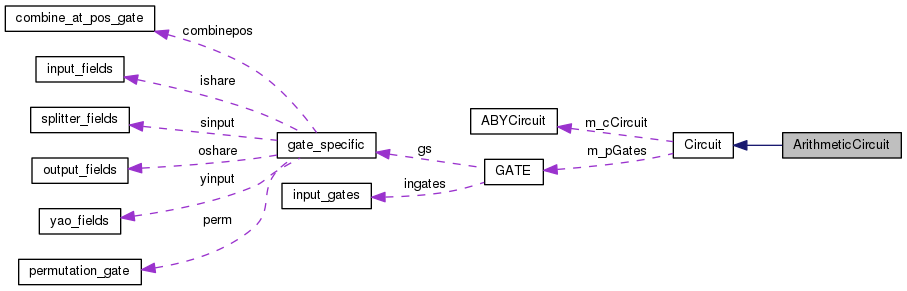 combine_at_pos_gate
combinepos
input_fields
ishare
splitter_fields
sinput
ABYCircuit
m_cCircuit
gate_specific
gs
Circuit
ArithmeticCircuit
output_fields
oshare
GATE
m_pGates
yinput
input_gates
ingates
yao_fields
perm
permutation_gate